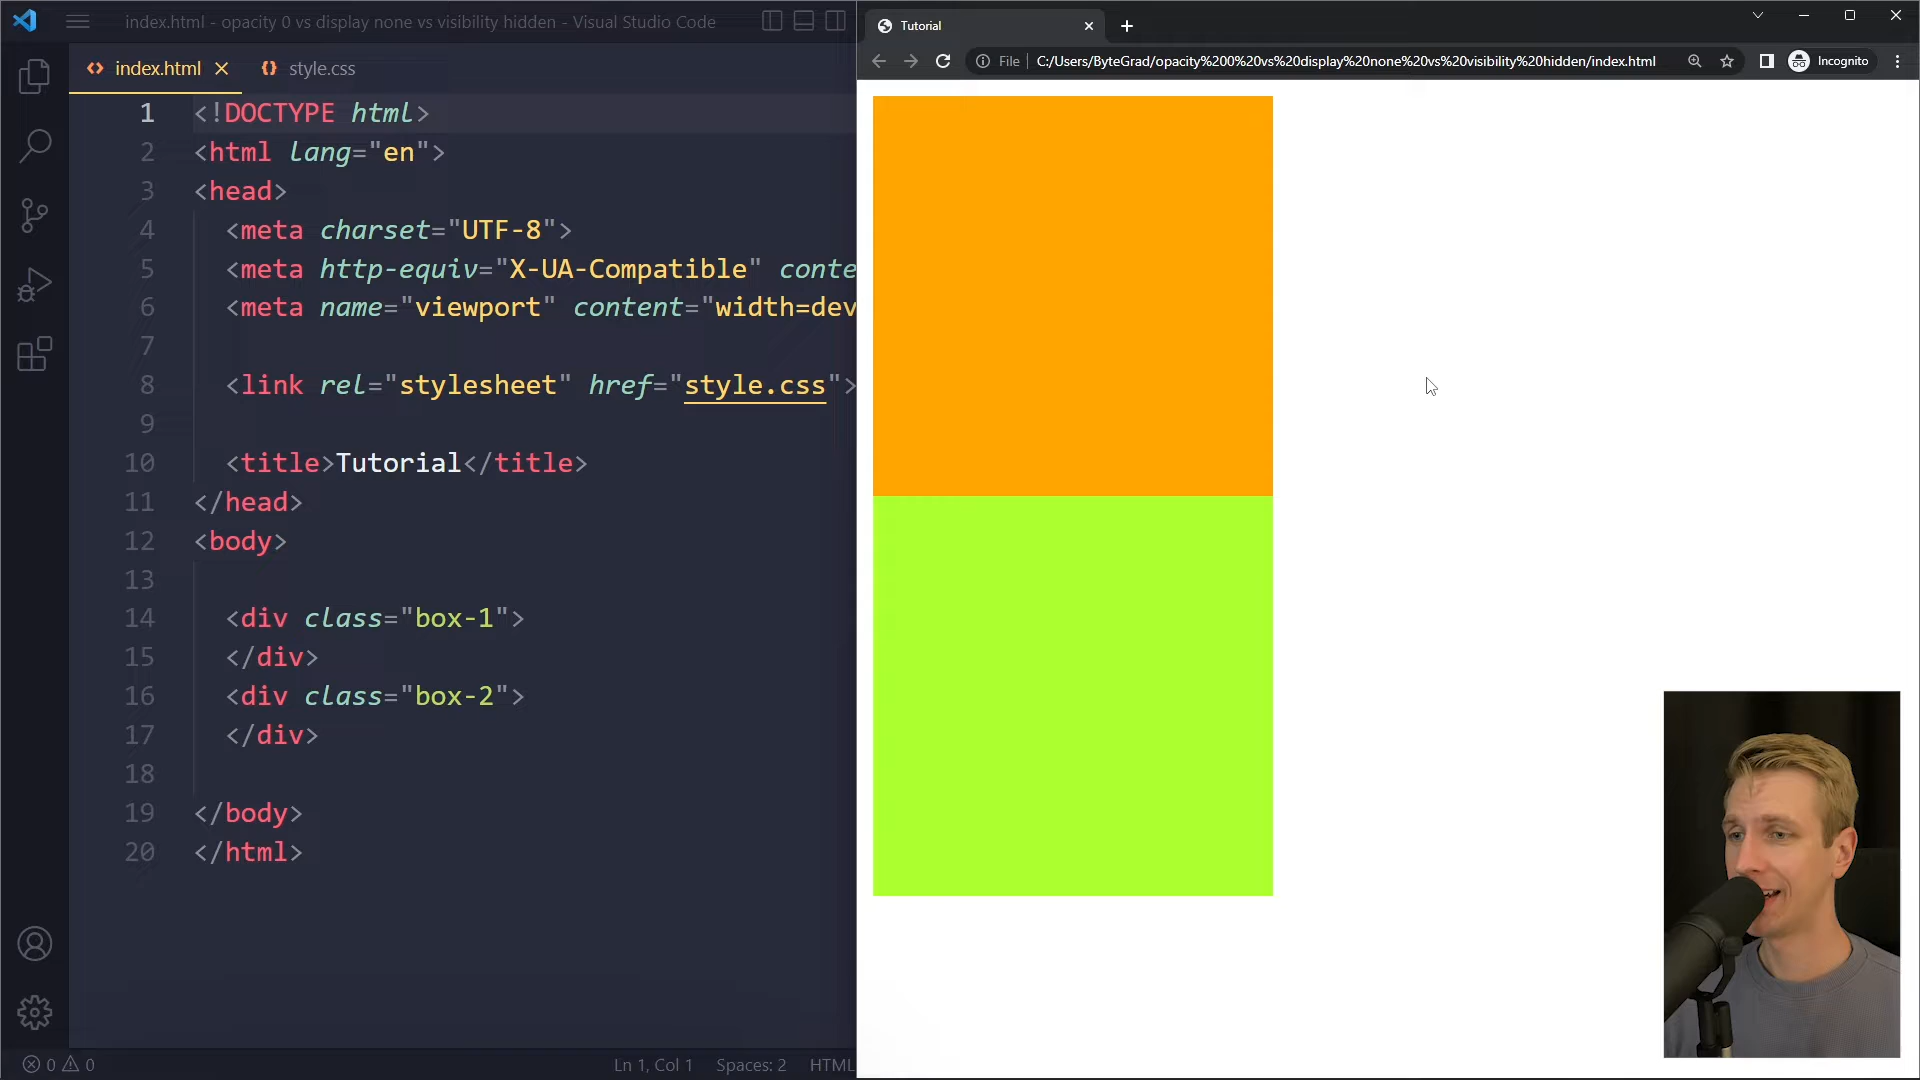 index.html - opacity 0 vs display none vs visibility hidden - Visual Studio Code
index.html
style.css
1 <!DOCTYPE html>
2 <html lang="en">
3 <head>
4 <meta charset="UTF-8">
5 <meta http-equiv="X-UA-Compatible" conte
6 <meta name="viewport" content="width=dev
7
8 <link rel="stylesheet" href="style.css">
9
10 <title>Tutorial</title>
11 </head>
12 <body>
13
14 <div class="box-1">
15 </div>
16 <div class="box-2">
17 </div>
18
19 </body>
20 </html>
0 0 Ln 1, Col 1 Spaces: 2 HTML
Tutorial
File C:/Users/ByteGrad/opacity%200%20vs%20display%20none%20vs%20visibility%20hidden/index.html Incognito